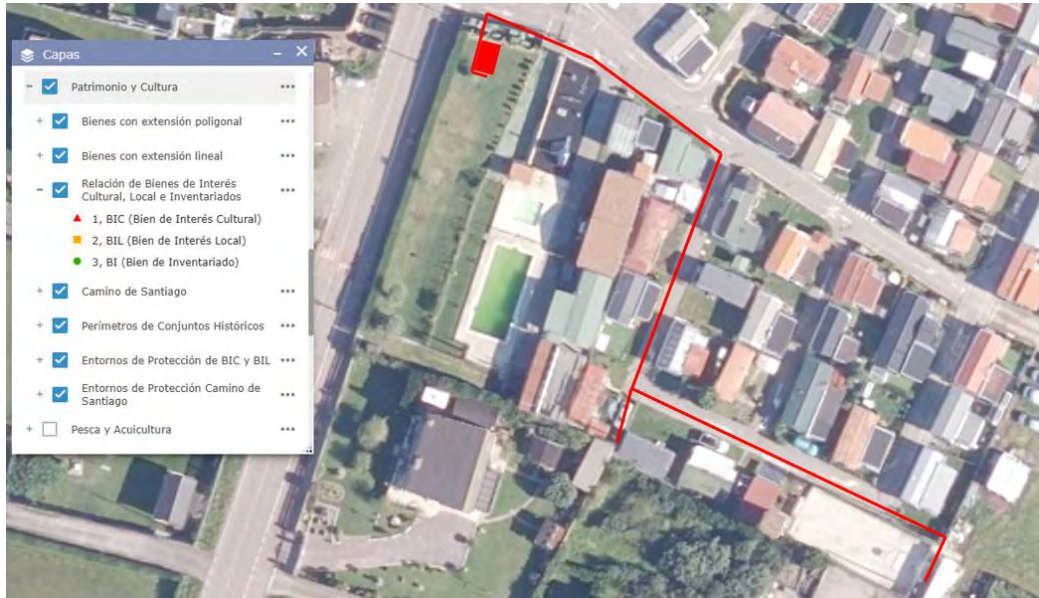 Capas
Patrimonio y Cultura
Bienes con extensión poligonal
Bienes con extensión lineal
Relación de Bienes de Interés
Cultural, Local e Inventariados
1, BIC (Bien de Interés Cultural)
2, BIL (Bien de Interés Local)
3, BI (Bien de Inventariado)
Camino de Santiago
Perímetros de Conjuntos Históricos
Entornos de Protección de BIC y BIL
Entornos de Protección Camino de
Santiago
Pesca y Acuicultura